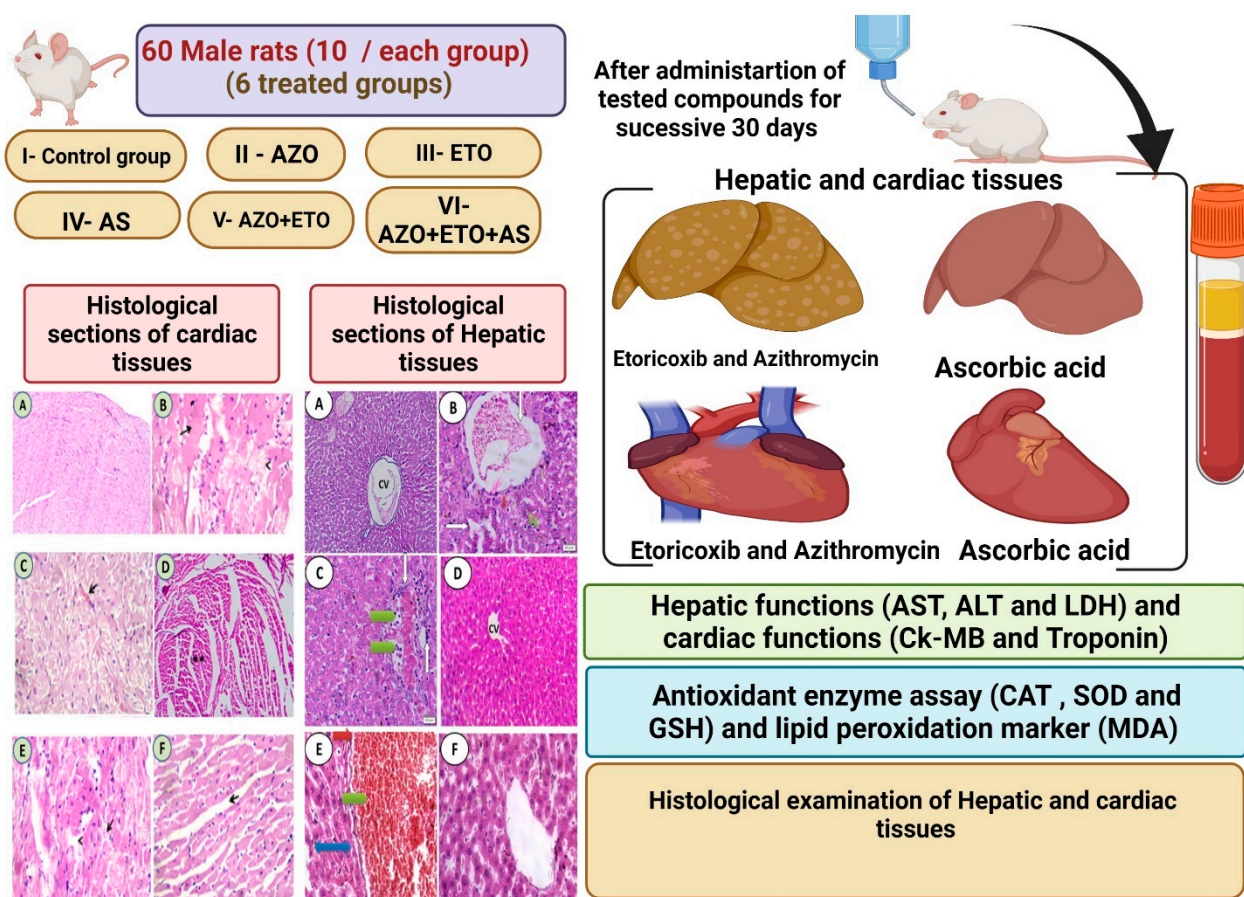 60 Male rats (10 / each group)
(6 treated groups)
I- Control group
II - AZO
III- ETO
IV- AS
V- AZO+ETO
VI-
AZO+ETO+AS
Histological
sections of cardiac
tissues
A
B
C
D
E
F
Histological
sections of Hepatic
tissues
A
CV
B
C
D
CV
E
F
After administartion of
tested compounds for
sucessive 30 days
Hepatic and cardiac tissues
Etoricoxib and Azithromycin
Ascorbic acid
Etoricoxib and Azithromycin
Ascorbic acid
Hepatic functions (AST, ALT and LDH) and
cardiac functions (Ck-MB and Troponin)
Antioxidant enzyme assay (CAT , SOD and
GSH) and lipid peroxidation marker (MDA)
Histological examination of Hepatic and cardiac
tissues